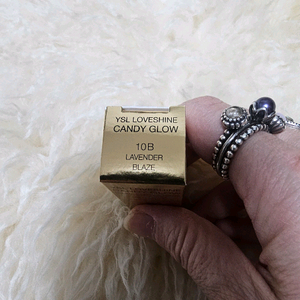 YSL LOVESHINE
CANDY GLOW
10B
LAVENDER
BLAZE